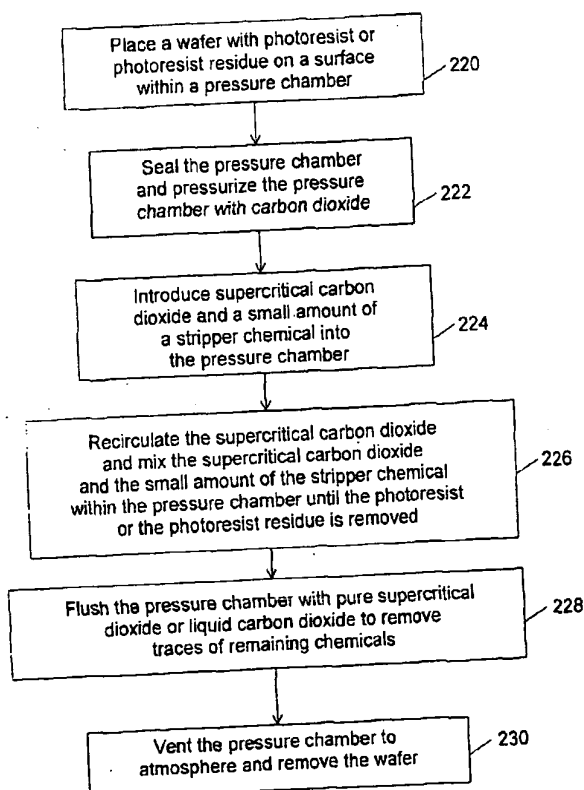 Place a wafer with photoresist or
photoresist residue on a surface
within a pressure chamber
220
Seal the pressure chamber
and pressurize the pressure
chamber with carbon dioxide
222
Introduce supercritical carbon
dioxide and a small amount of
a stripper chemical into
the pressure chamber
224
Recirculate the supercritical carbon dioxide
and mix the supercritical carbon dioxide
and the small amount of the stripper chemical
within the pressure chamber until the photoresist
or the photoresist residue is removed
226
Flush the pressure chamber with pure supercritical
dioxide or liquid carbon dioxide to remove
traces of remaining chemicals
228
Vent the pressure chamber to
atmosphere and remove the wafer
230